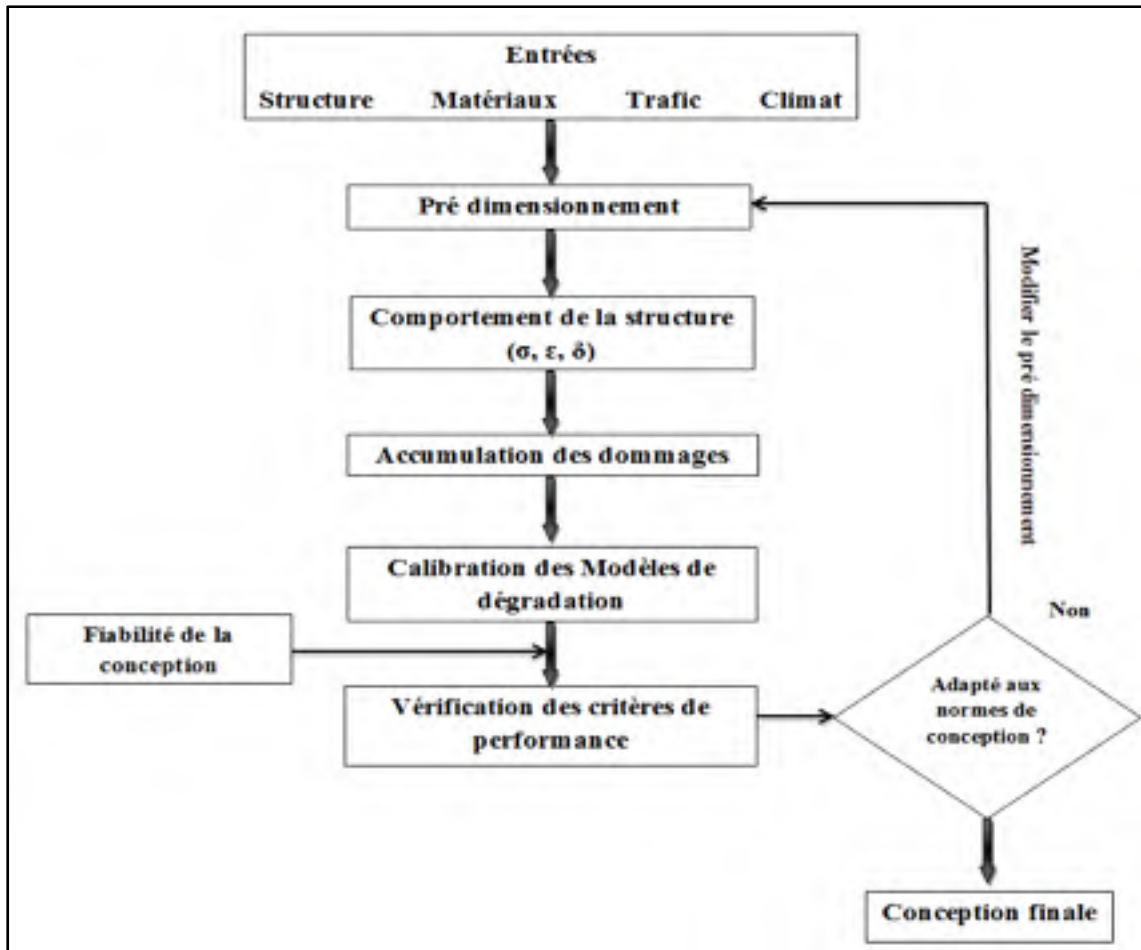 Entrées
Structure Matériaux Trafic Climat
Pré dimensionnement
Comportement de la structure
(σ, ε, δ)
Accumulation des dommages
Calibration des Modèles de
dégradation
Fiabilité de la
conception
Vérification des critères de
performance
Adapté aux
normes de
conception ?
Non
Modifier le pré dimensionnement
Conception finale